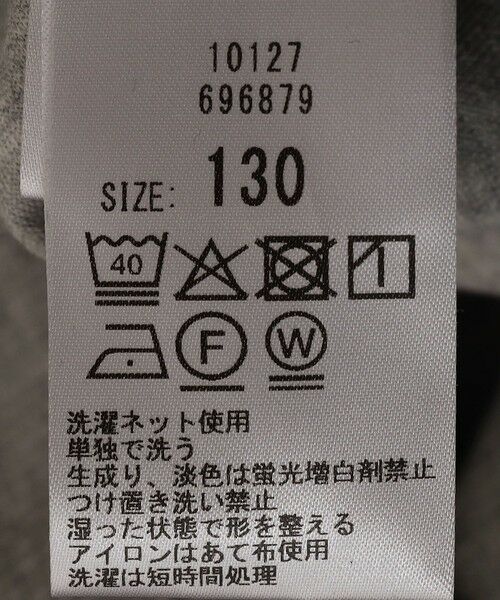 10127
696879
SIZE: 130
40
F W
洗濯ネット使用
単独で洗う
生成り、淡色は蛍光増白剤禁止
つけ置き洗い禁止
湿った状態で形を整える
アイロンはあて布使用
洗濯は短時間処理